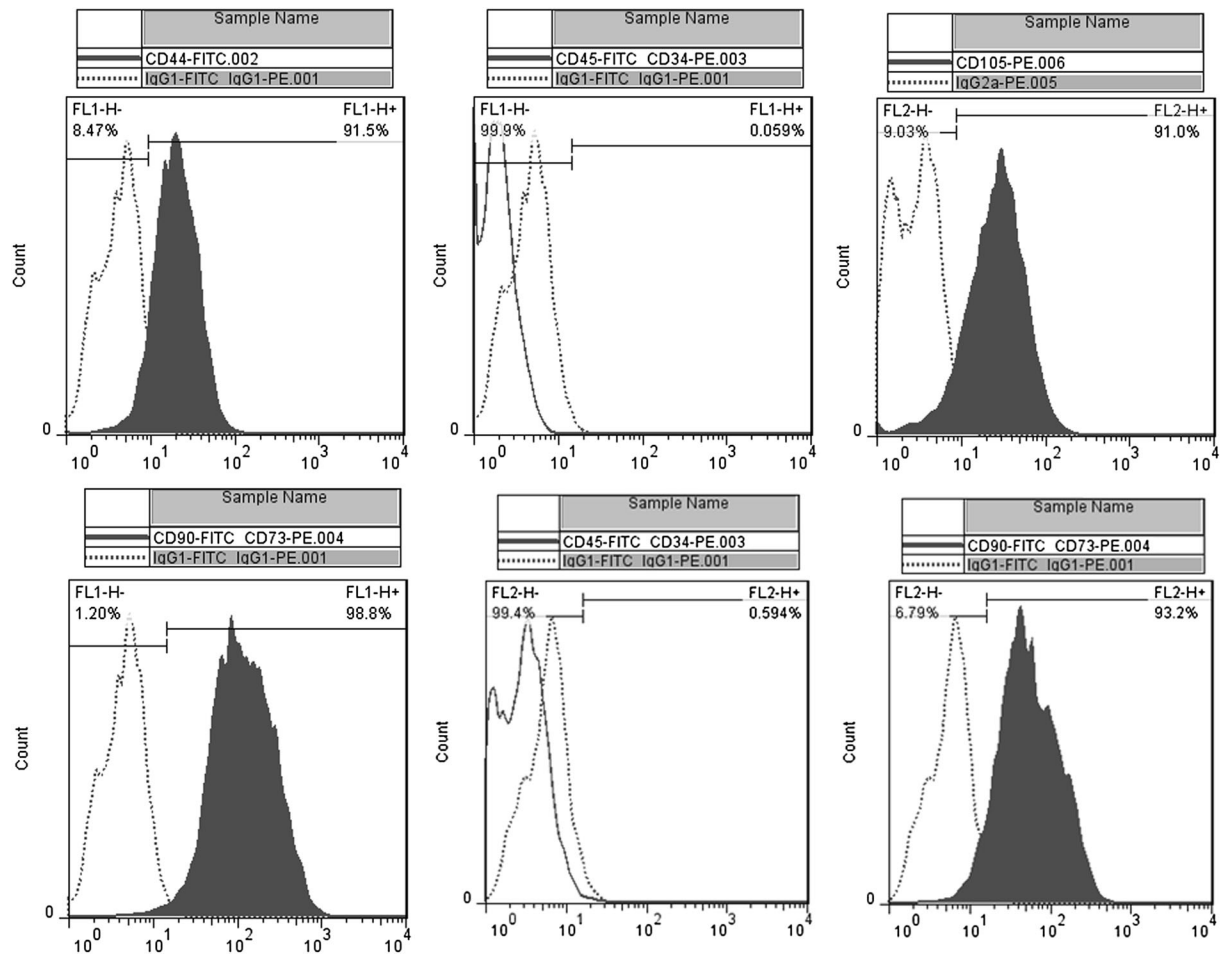 Sample Name
CD44-FITC.002
IgG1-FITC IgG1-PE.001
FL1-H- FL1-H+
8.47% 91.5%
Count
0
10^0 10^1 10^2 10^3 10^4
Sample Name
CD45-FITC CD34-PE.003
IgG1-FITC IgG1-PE.001
FL1-H- FL1-H+
99.9% 0.059%
Count
0
10^0 10^1 10^2 10^3 10^4
Sample Name
CD105-PE.006
IgG2a-PE.005
FL2-H- FL2-H+
9.03% 91.0%
Count
0
10^0 10^1 10^2 10^3 10^4
Sample Name
CD90-FITC CD73-PE.004
IgG1-FITC IgG1-PE.001
FL1-H- FL1-H+
1.20% 98.8%
Count
0
10^0 10^1 10^2 10^3 10^4
Sample Name
CD45-FITC CD34-PE.003
IgG1-FITC IgG1-PE.001
FL2-H- FL2-H+
99.4% 0.594%
Count
0
10^0 10^1 10^2 10^3 10^4
Sample Name
CD90-FITC CD73-PE.004
IgG1-FITC IgG1-PE.001
FL2-H- FL2-H+
6.79% 93.2%
Count
0
10^0 10^1 10^2 10^3 10^4